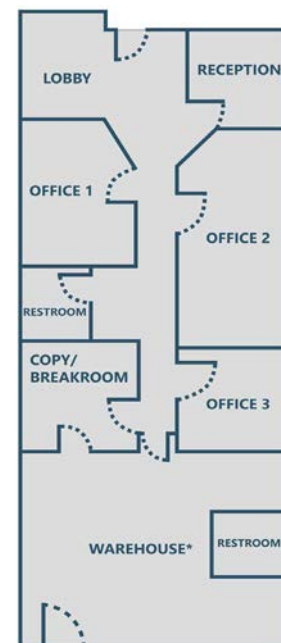 LOBBY
RECEPTION
OFFICE 1
OFFICE 2
RESTROOM
COPY/
BREAKROOM
OFFICE 3
WAREHOUSE*
RESTROOM